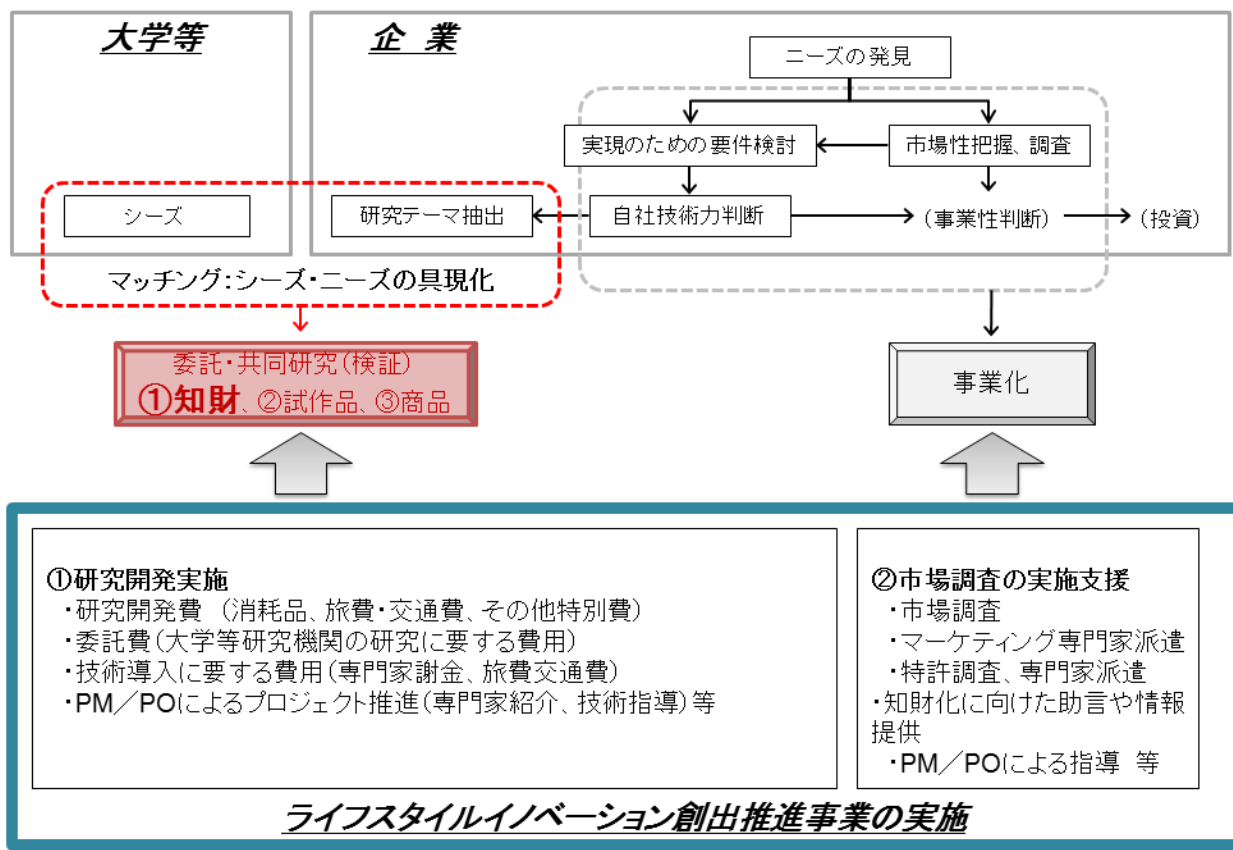 大学等
企 業
ニーズの発見
実現のための要件検討
市場性把握、調査
シーズ
研究テーマ抽出
自社技術力判断
(事業性判断)
(投資)
マッチング:シーズ・ニーズの具現化
委託・共同研究(検証)
①知財、②試作品、③商品
事業化
①研究開発実施
・研究開発費 (消耗品、旅費・交通費、その他特別費)
・委託費(大学等研究機関の研究に要する費用)
・技術導入に要する費用(専門家謝金、旅費交通費)
・PM/POによるプロジェクト推進(専門家紹介、技術指導)等
②市場調査の実施支援
・市場調査
・マーケティング専門家派遣
・特許調査、専門家派遣
・知財化に向けた助言や情報
提供
・PM/POによる指導 等
ライフスタイルイノベーション創出推進事業の実施